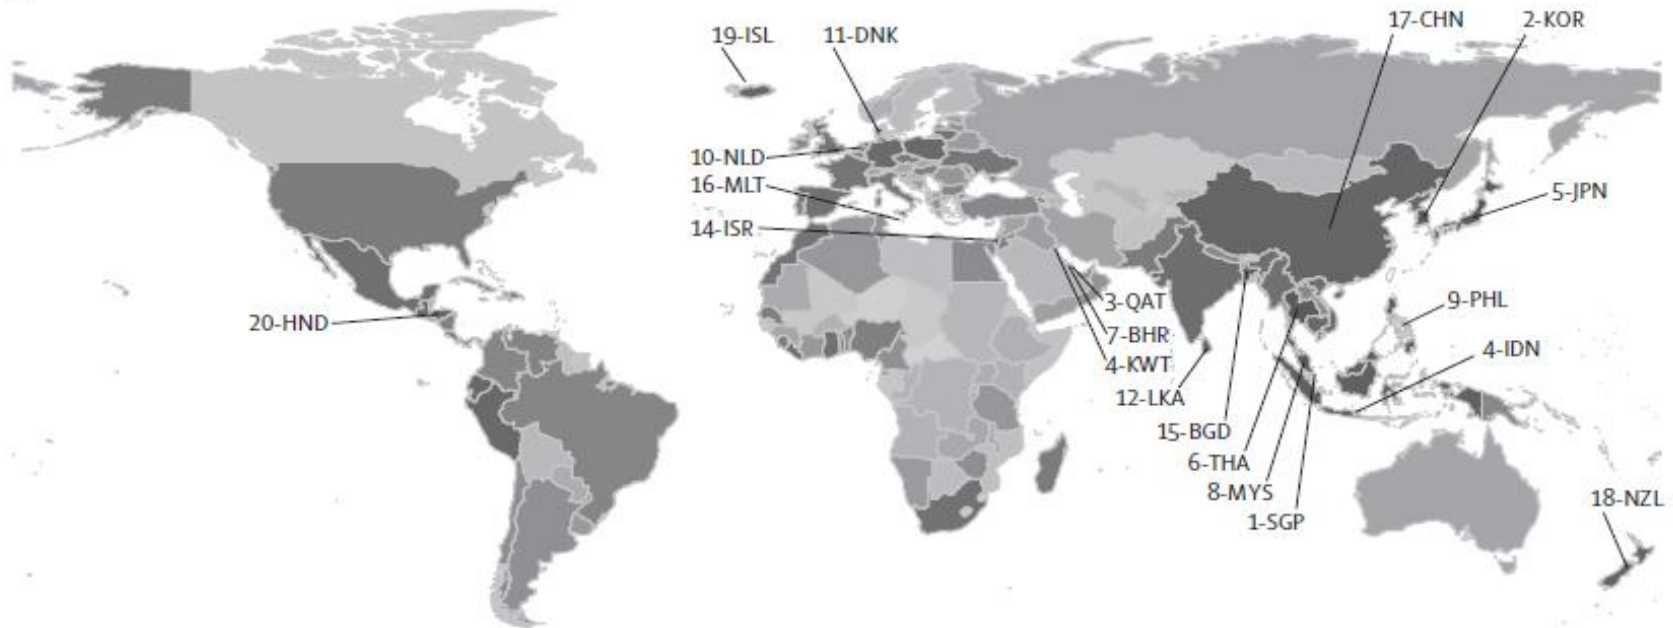 17-CHN
2-KOR
19-ISL
11-DNK
10-NLD
16-MLT
5-JPN
14-ISR
3-QAT
9-PHL
20-HND
7-BHR
4-IDN
4-KWT
12-LKA
15-BGD
6-THA
8-MYS
18-NZL
1-SGP